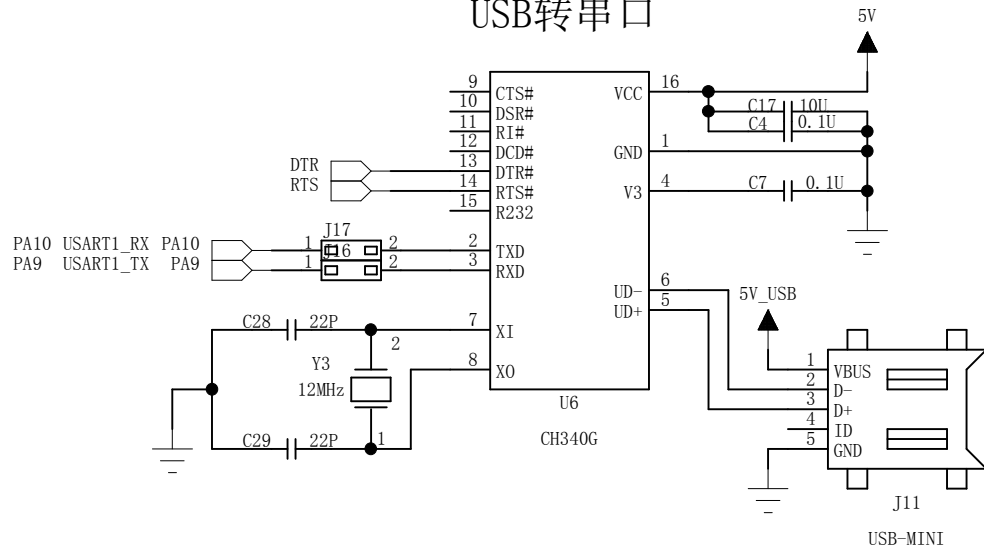 USB转串口
5V
9 CTS#
10 DSR#
11 RI#
12 DCD#
DTR 13 DTR#
RTS 14 RTS#
15 R232
VCC 16
C17 10U
C4 0.1U
GND 1
V3 4 C7 0.1U
J17
PA10 USART1_RX PA10 1 2 2 TXD
J16
PA9 USART1_TX PA9 1 2 3 RXD
UD- 6
UD+ 5
5V_USB
C28 22P 7 XI
2
Y3
12MHz
8 XO
1
C29 22P
U6
CH340G
1 VBUS
2 D-
3 D+
4 ID
5 GND
J11
USB-MINI